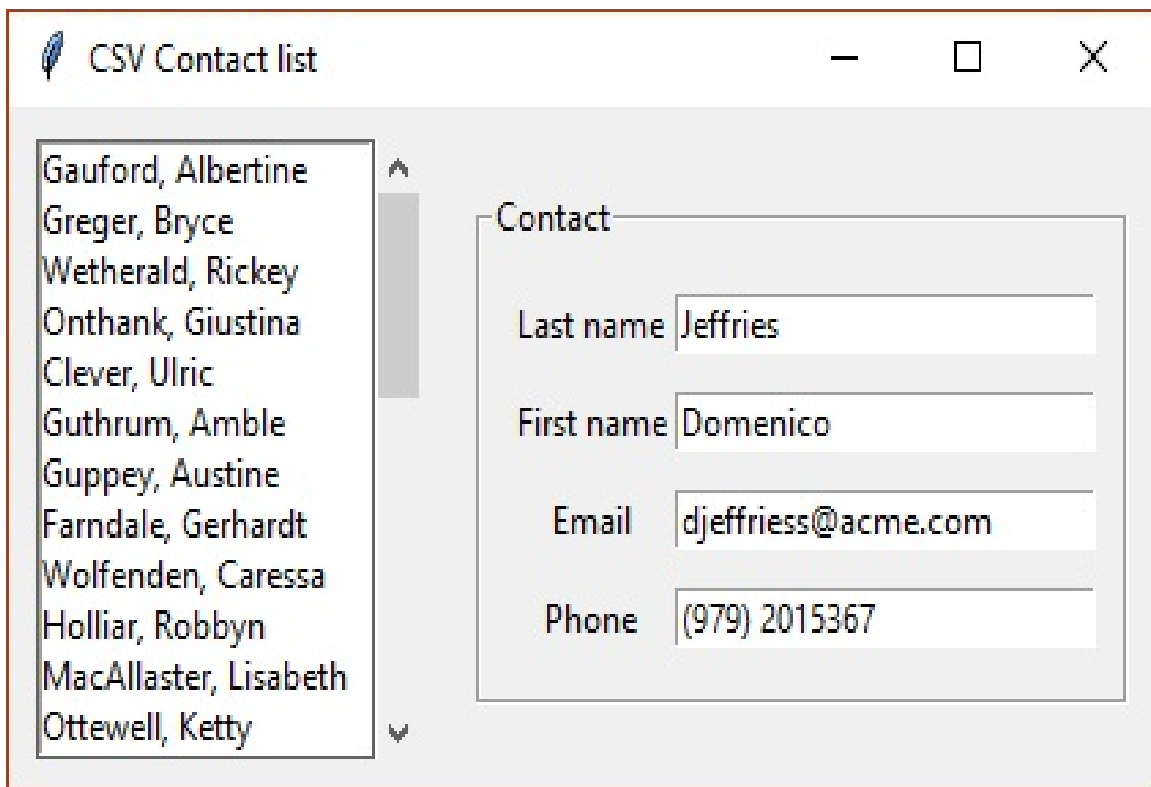 CSV Contact list
Gauford, Albertine
Greger, Bryce
Wetherald, Rickey
Onthank, Giustina
Clever, Ulric
Guthrum, Amble
Guppey, Austine
Farndale, Gerhardt
Wolfenden, Caressa
Holliar, Robbyn
MacAllaster, Lisabeth
Ottewell, Ketty
Contact
Last name Jeffries
First name Domenico
Email djeffriess@acme.com
Phone (979) 2015367